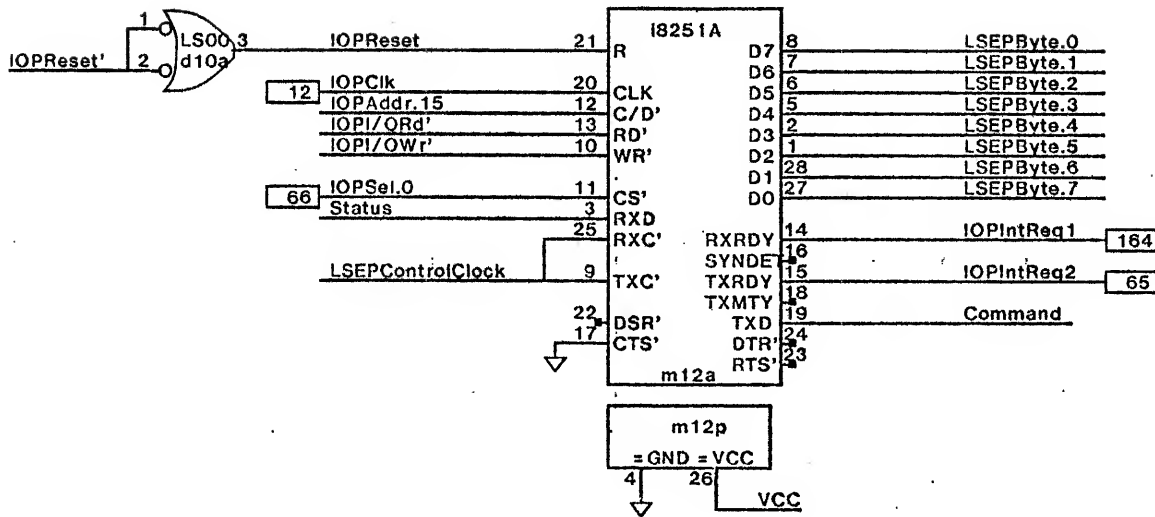 I8251A
1
LS00 3
IOPReset' 2 d10a
IOPReset 21 R D7 8 LSEPByte.0
D6 7 LSEPByte.1
12 IOPClk 20 CLK D5 6 LSEPByte.2
IOPAddr.15 12 C/D' D4 5 LSEPByte.3
IOPI/ORd' 13 RD' D3 2 LSEPByte.4
IOPI/OWr' 10 WR' D2 1 LSEPByte.5
D1 28 LSEPByte.6
66 IOPSel.0 11 CS' D0 27 LSEPByte.7
Status 3 RXD
25 RXC' RXRDY 14 IOPIntReq1 164
SYNDET 16
LSEPControlClock 9 TXC' TXRDY 15 IOPIntReq2 65
TXMTY 18
22 DSR' TXD 19 Command
17 CTS' DTR' 24
RTS' 23
m12a
m12p
=GND =VCC
4 26
VCC